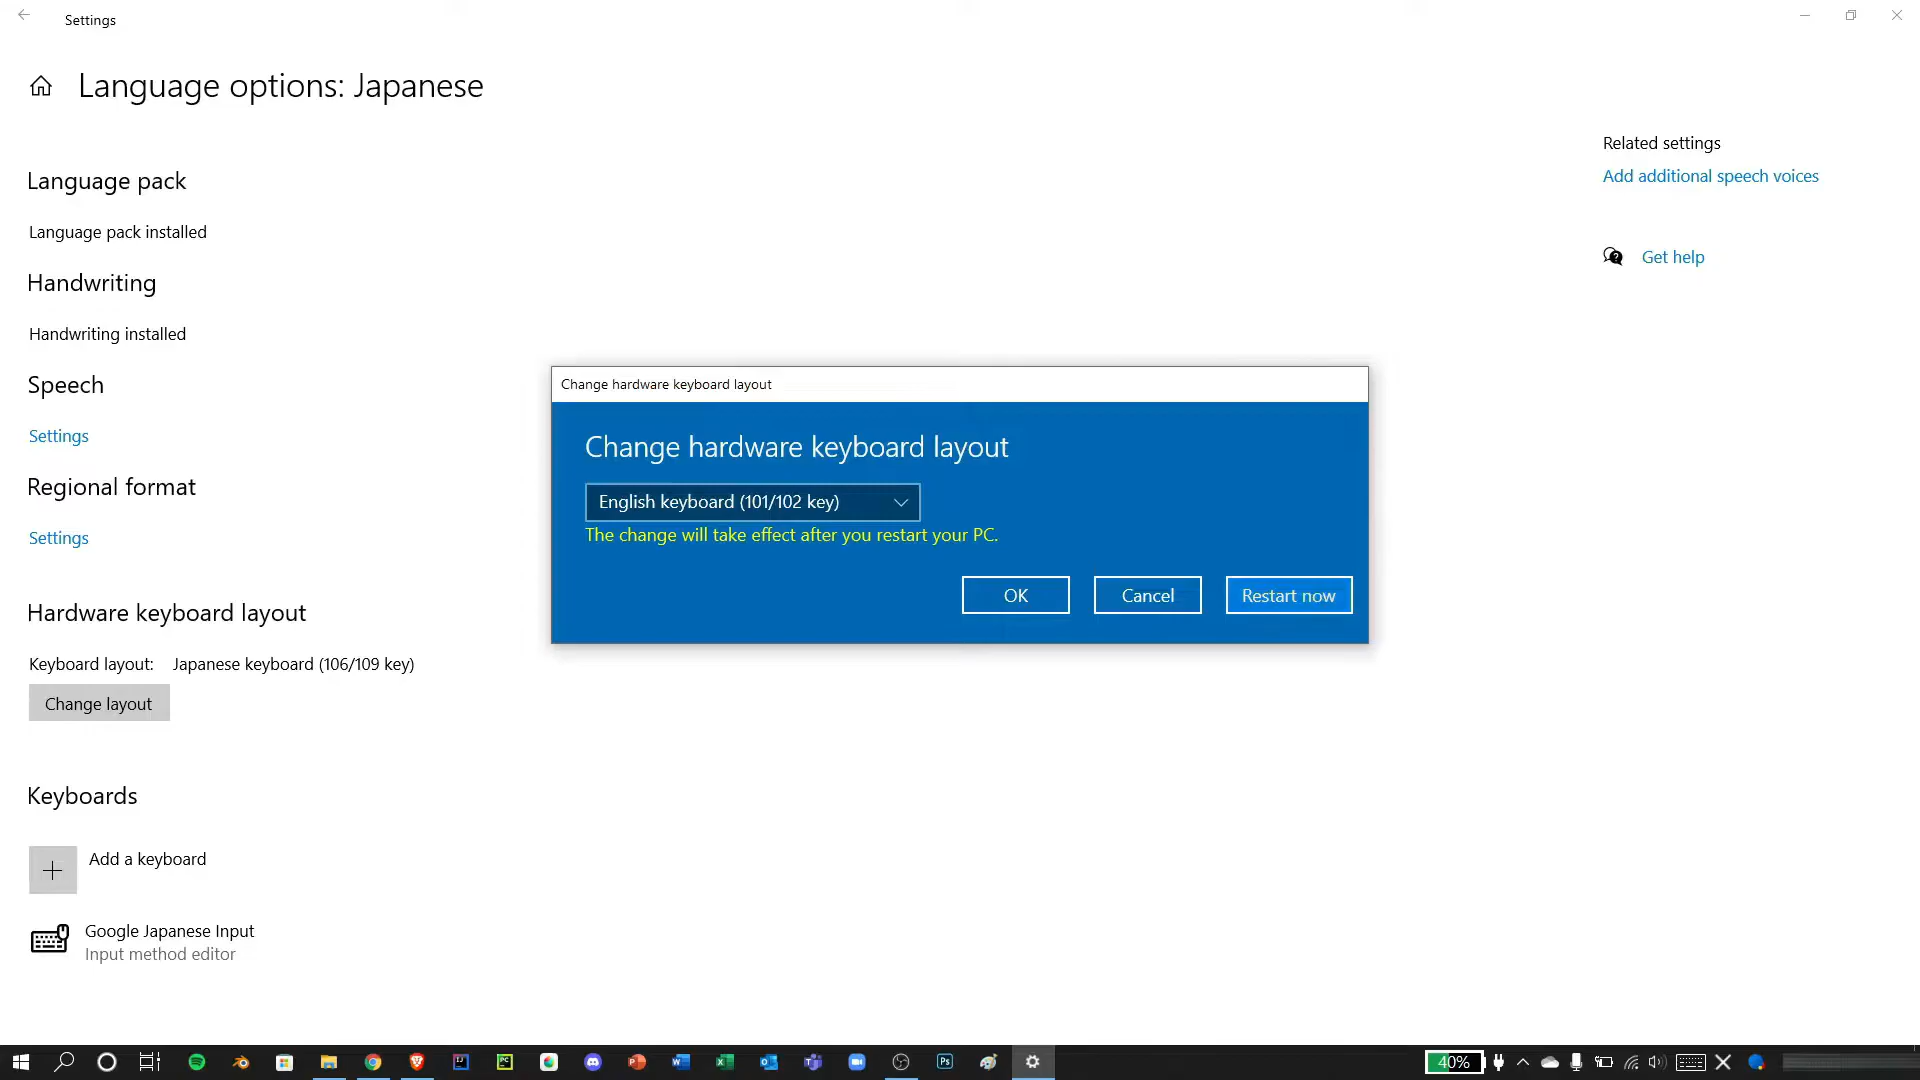 Settings
Language options: Japanese
Language pack
Language pack installed
Handwriting
Handwriting installed
Speech
Settings
Regional format
Settings
Hardware keyboard layout
Keyboard layout: Japanese keyboard (106/109 key)
Change layout
Keyboards
Add a keyboard
Google Japanese Input
Input method editor
Related settings
Add additional speech voices
Get help
Change hardware keyboard layout
Change hardware keyboard layout
English keyboard (101/102 key)
The change will take effect after you restart your PC.
OK
Cancel
Restart now
40%